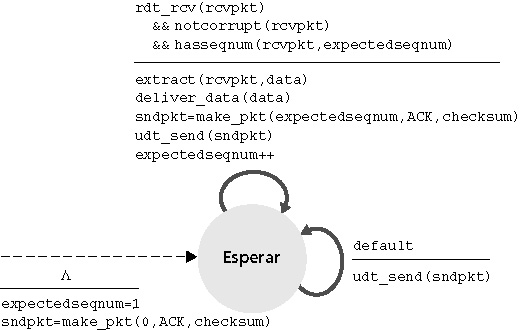 rdt_rcv(rcvpkt)
&& notcorrupt(rcvpkt)
&& hasseqnum(rcvpkt,expectedseqnum)
extract(rcvpkt,data)
deliver_data(data)
sndpkt=make_pkt(expectedseqnum,ACK,checksum)
udt_send(sndpkt)
expectedseqnum++
Esperar
default
udt_send(sndpkt)
Λ
expectedseqnum=1
sndpkt=make_pkt(0,ACK,checksum)